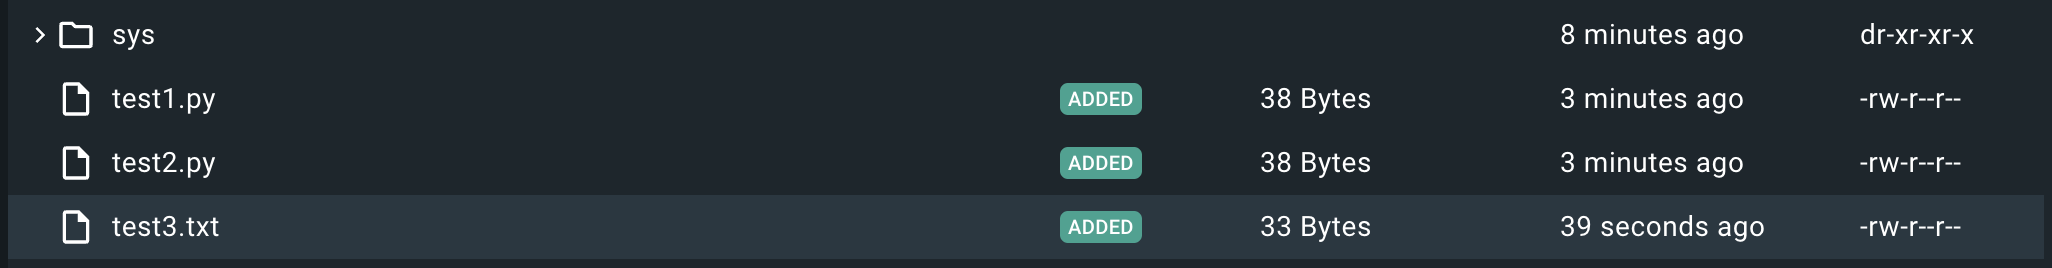 sys 8 minutes ago dr-xr-xr-x
test1.py ADDED 38 Bytes 3 minutes ago -rw-r--r--
test2.py ADDED 38 Bytes 3 minutes ago -rw-r--r--
test3.txt ADDED 33 Bytes 39 seconds ago -rw-r--r--